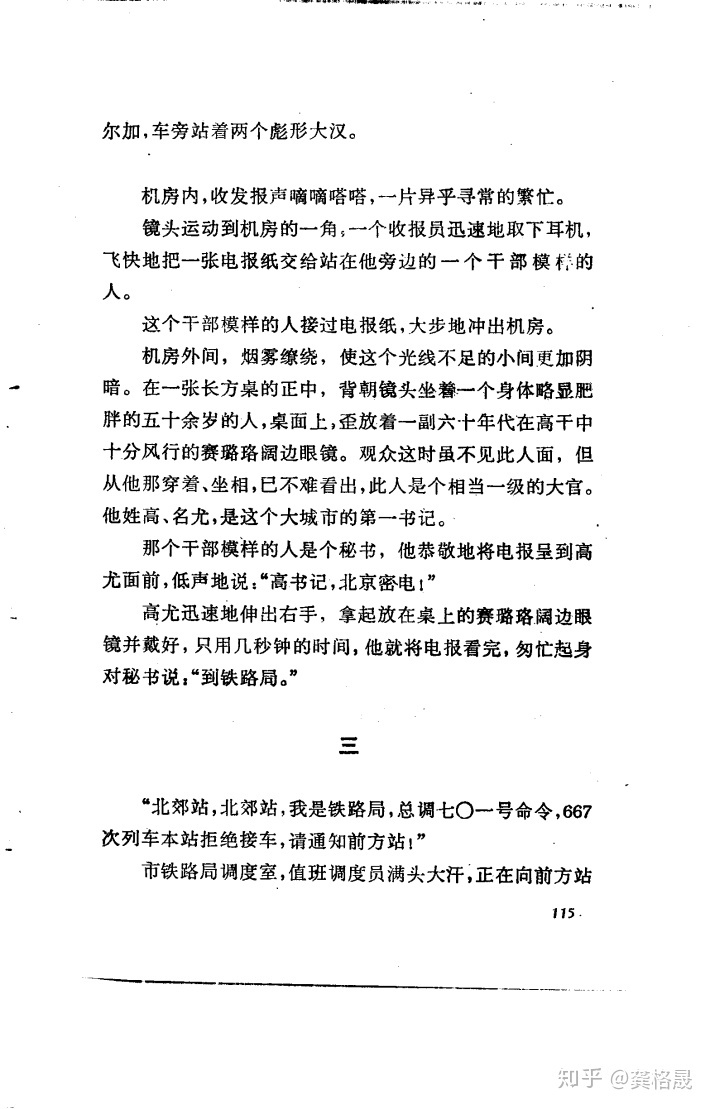 尔加,车旁站着两个彪形大汉。
机房内,收发报声嘀嘀嗒嗒,一片异乎寻常的繁忙。
镜头运动到机房的一角;一个收报员迅速地取下耳机,
飞快地把一张电报纸交给站在他旁边的一个干部模样的
人。
这个干部模样的人接过电报纸,大步地冲出机房。
机房外间,烟雾缭绕,使这个光线不足的小间更加阴
暗。在一张长方桌的正中,背朝镜头坐着一个身体略显肥
胖的五十余岁的人,桌面上,歪放着一副六十年代在高干中
十分风行的赛璐珞阔边眼镜。观众这时虽不见此人面,但
从他那穿着、坐相,已不难看出,此人是个相当一级的大官。
他姓高、名尤,是这个大城市的第一书记。
那个干部模样的人是个秘书,他恭敬地将电报呈到高
尤面前,低声地说:“高书记,北京密电!”
高尤迅速地伸出右手,拿起放在桌上的赛璐珞阔边眼
镜并戴好,只用几秒钟的时间,他就将电报看完,匆忙起身
对秘书说:“到铁路局。”
三
“北郊站,北郊站,我是铁路局,总调七〇一号命令,667
次列车本站拒绝接车,请通知前方站!”
市铁路局调度室,值班调度员满头大汗,正在向前方站
115
知乎 @龚格晟